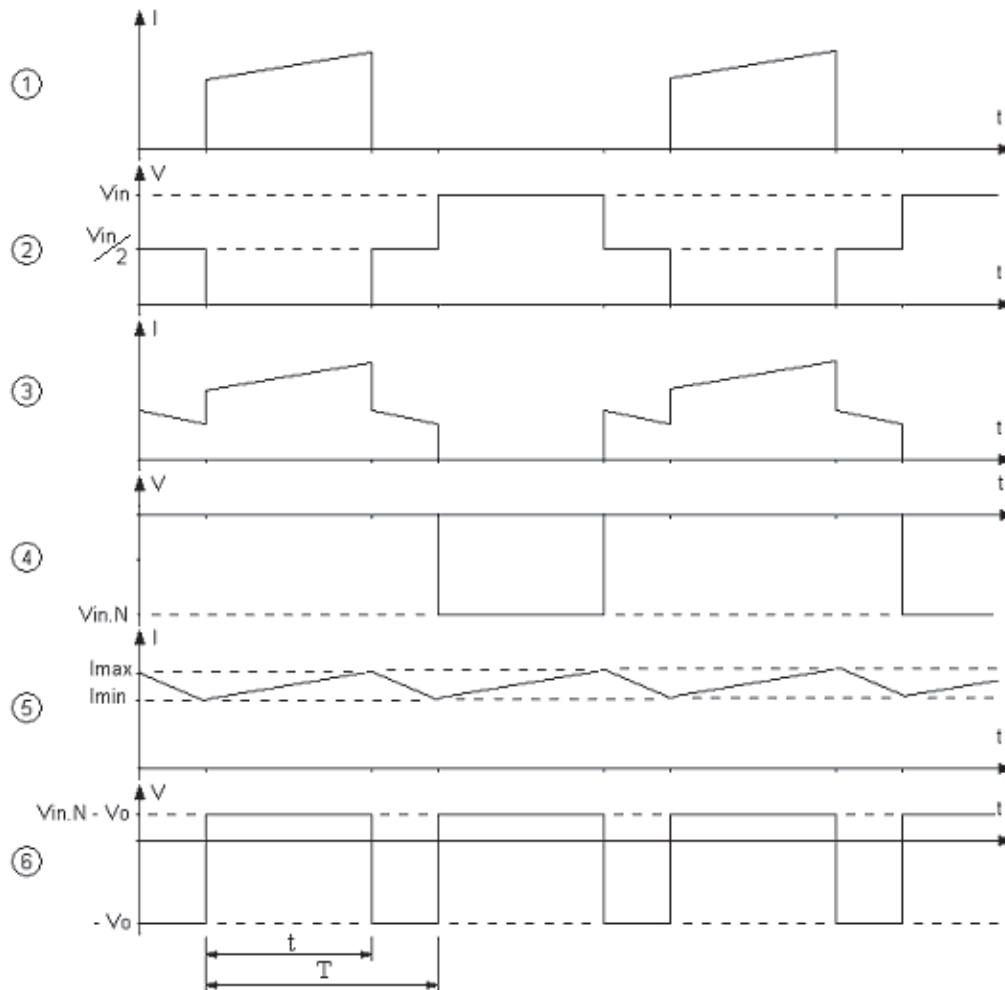 I
①
t
V
Vin
②
Vin/2
t
I
③
t
V
t
④
Vin.N
I
Imax
Imin
⑤
t
V
Vin.N - Vo
t
⑥
- Vo
t
T